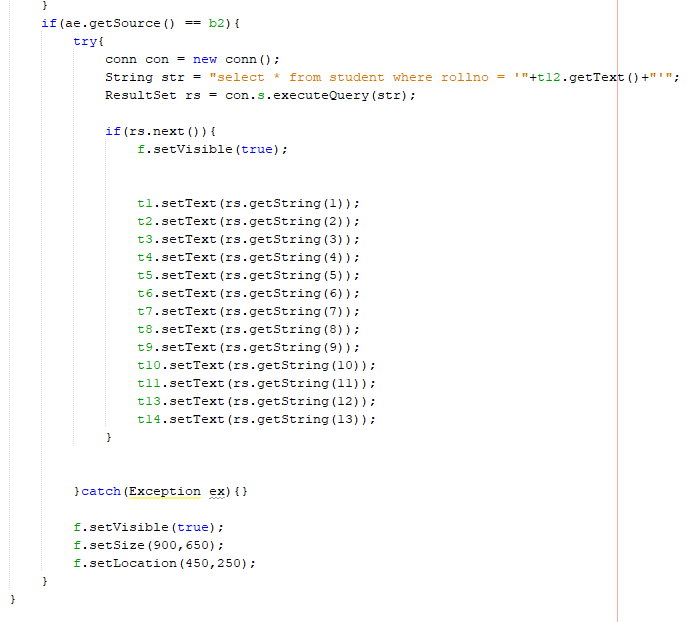 }
if(ae.getSource() == b2){
try{
conn con = new conn();
String str = "select * from student where rollno = '"+t12.getText()+"'";
ResultSet rs = con.s.executeQuery(str);
if(rs.next()){
f.setVisible(true);
t1.setText(rs.getString(1));
t2.setText(rs.getString(2));
t3.setText(rs.getString(3));
t4.setText(rs.getString(4));
t5.setText(rs.getString(5));
t6.setText(rs.getString(6));
t7.setText(rs.getString(7));
t8.setText(rs.getString(8));
t9.setText(rs.getString(9));
t10.setText(rs.getString(10));
t11.setText(rs.getString(11));
t13.setText(rs.getString(12));
t14.setText(rs.getString(13));
}
}catch(Exception ex){}
f.setVisible(true);
f.setSize(900,650);
f.setLocation(450,250);
}
}